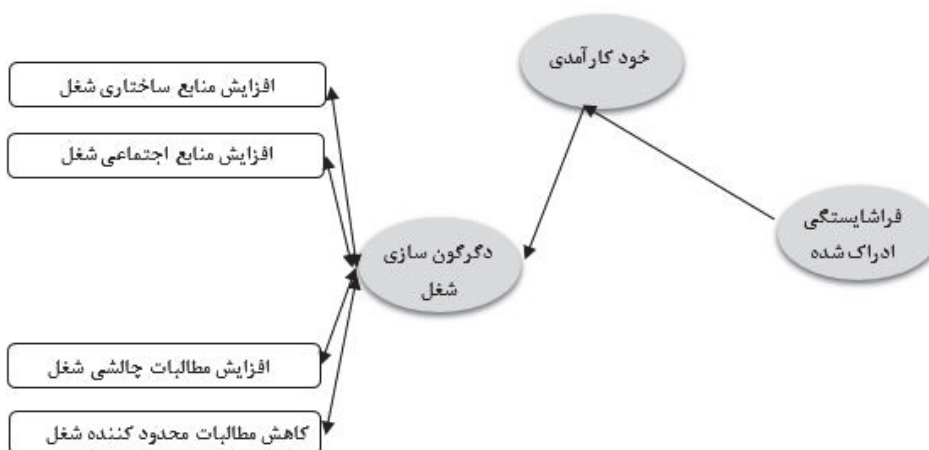 خود کارآمدی
افزایش منابع ساختاری شغل
افزایش منابع اجتماعی شغل
فراشایستگی
ادراک شده
دگرگون سازی
شغل
افزایش مطالبات چالشی شغل
کاهش مطالبات محدود کننده شغل